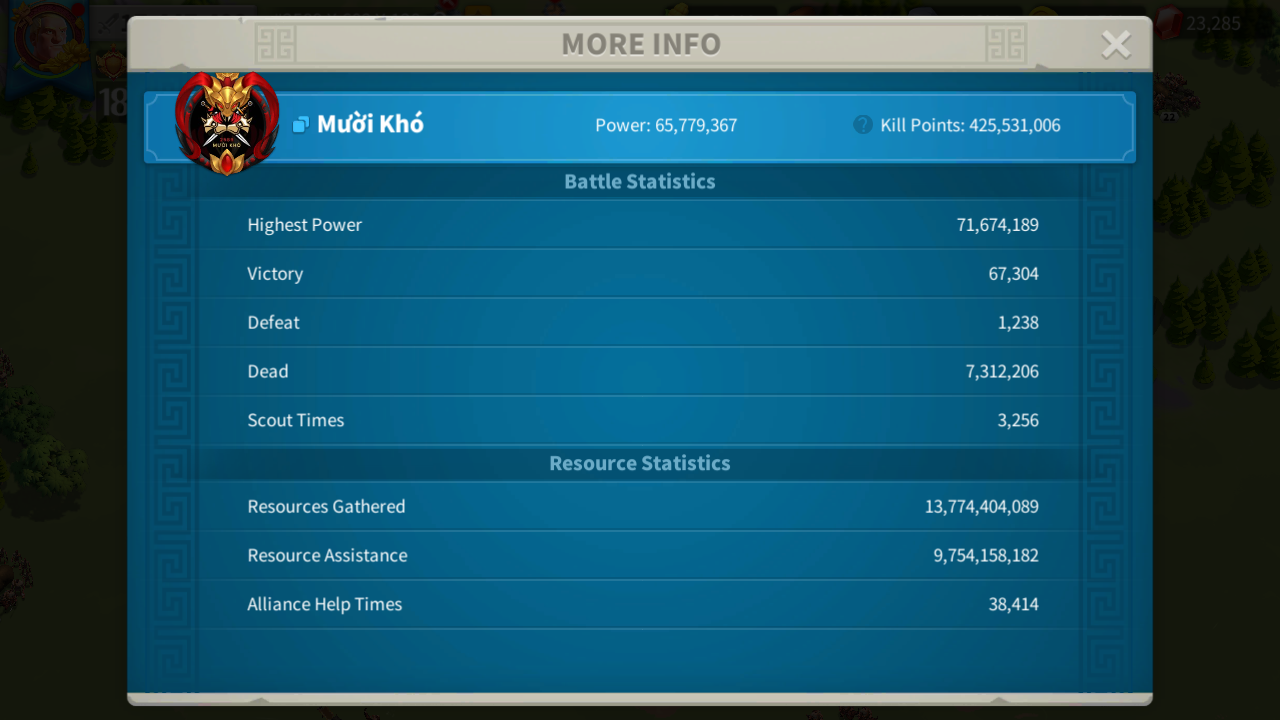 23,285
MORE INFO
18
Mười Khó
Power: 65,779,367
Kill Points: 425,531,006
MƯỜI KHÓ
22
Battle Statistics
Highest Power 71,674,189
Victory 67,304
Defeat 1,238
Dead 7,312,206
Scout Times 3,256
Resource Statistics
Resources Gathered 13,774,404,089
Resource Assistance 9,754,158,182
Alliance Help Times 38,414